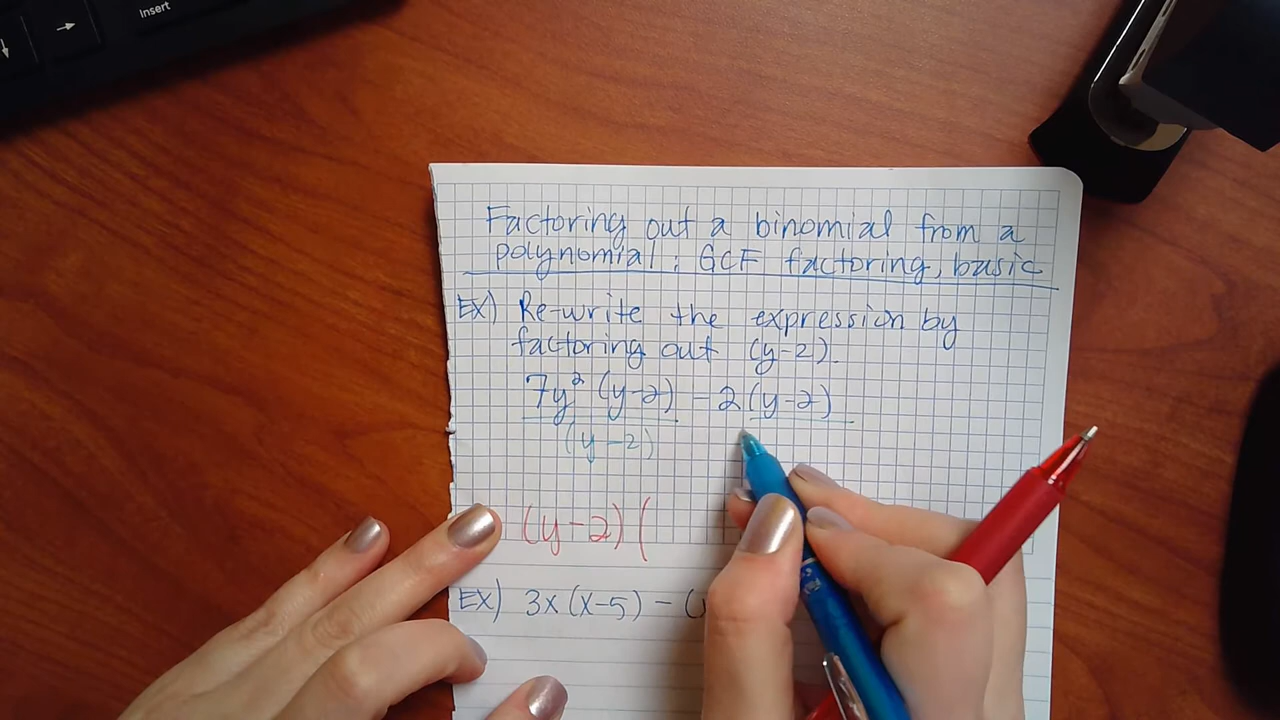 Insert
Factoring out a binomial from a
polynomial: GCF factoring, basic
EX) Re-write the expression by
factoring out (y-2).
7y² (y-2) - 2 (y-2)
(y-2)
(y-2)(
EX) 3x (x-5) - (